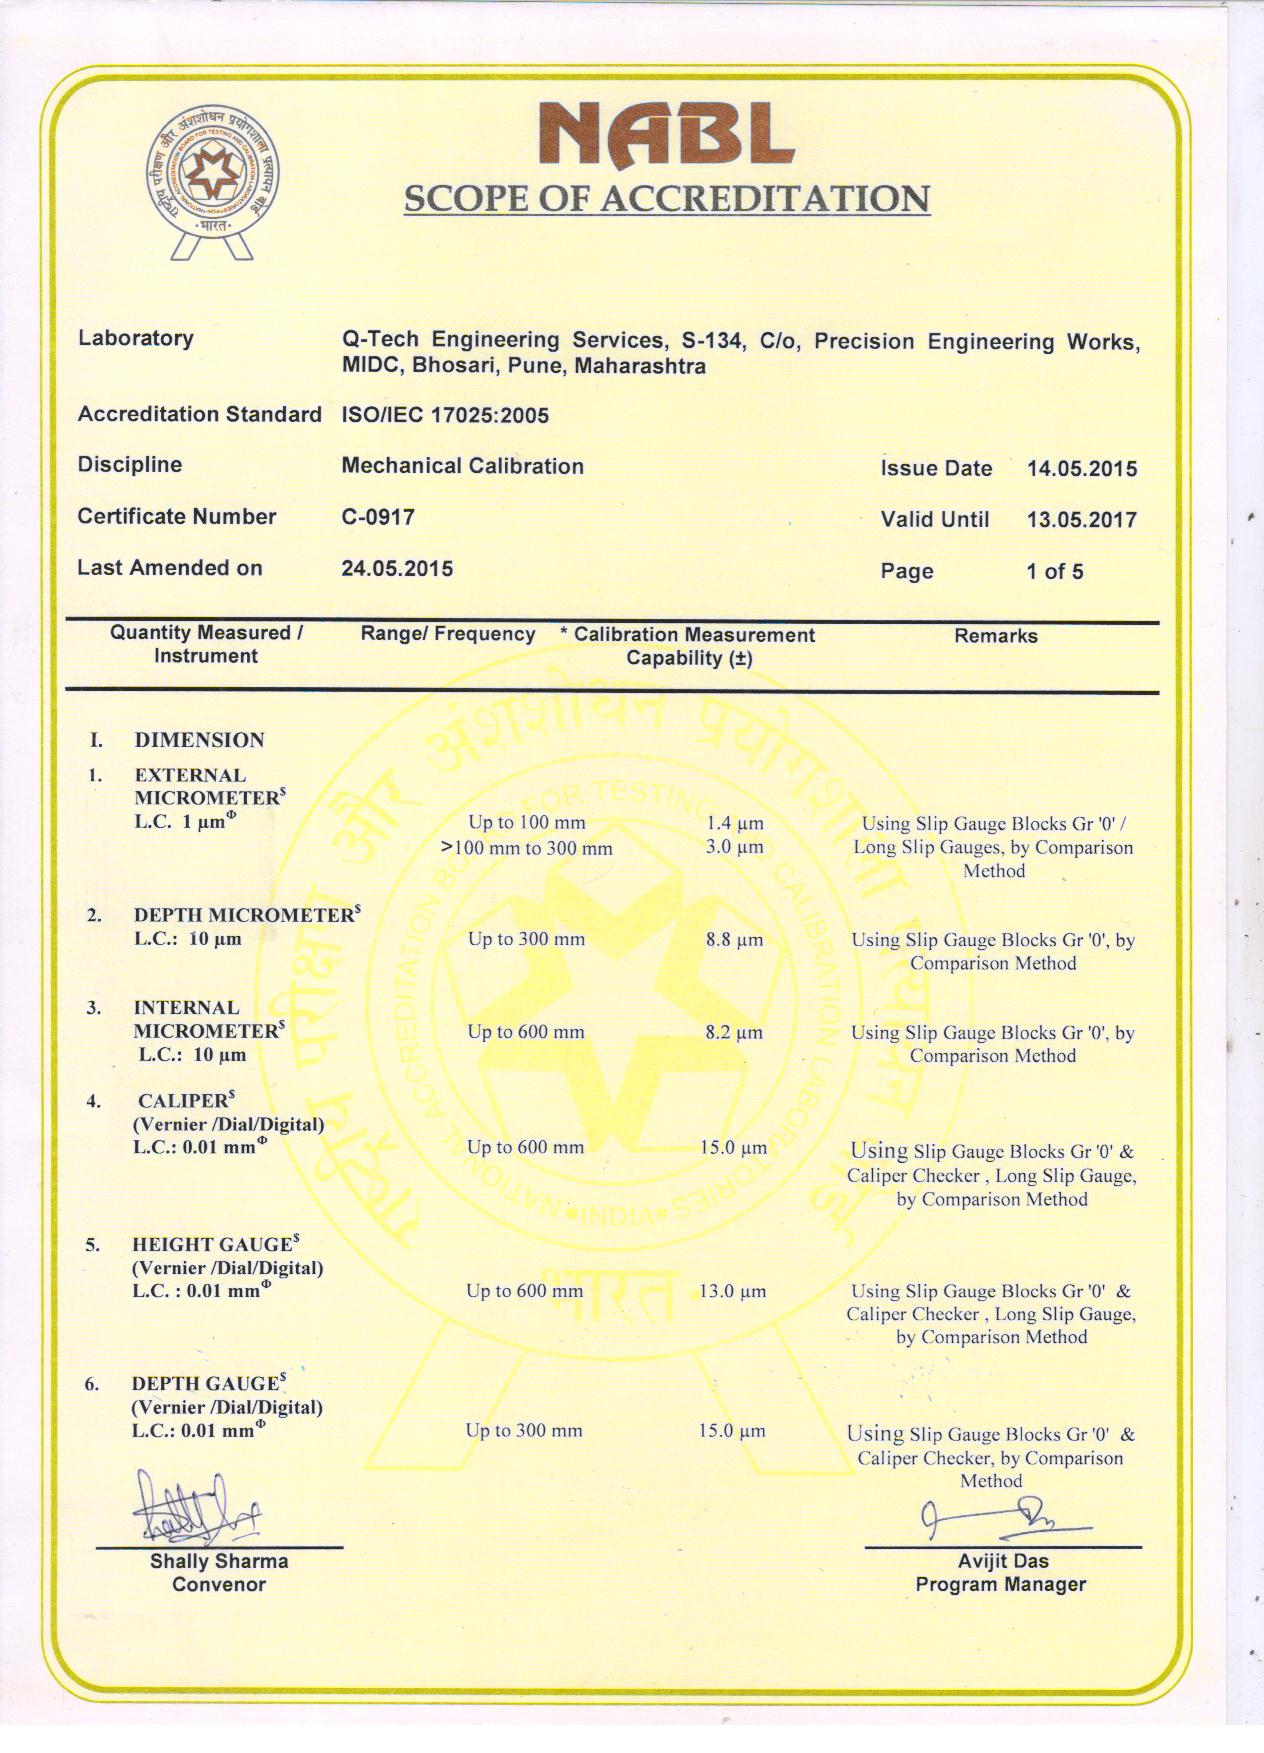 राष्ट्रीय परीक्षण और अंशशोधन प्रयोगशाला प्रत्यायन बोर्ड
NATIONAL ACCREDITATION BOARD FOR TESTING AND CALIBRATION LABORATORIES
INDIA
भारत
NABL
SCOPE OF ACCREDITATION
Laboratory Q-Tech Engineering Services, S-134, C/o, Precision Engineering Works,
MIDC, Bhosari, Pune, Maharashtra
Accreditation Standard ISO/IEC 17025:2005
Discipline Mechanical Calibration Issue Date 14.05.2015
Certificate Number C-0917 Valid Until 13.05.2017
Last Amended on 24.05.2015 Page 1 of 5
Quantity Measured / Range/ Frequency * Calibration Measurement Remarks
Instrument Capability (±)
I. DIMENSION
1. EXTERNAL
MICROMETER$
L.C. 1 µmΦ Up to 100 mm 1.4 µm Using Slip Gauge Blocks Gr '0' /
>100 mm to 300 mm 3.0 µm Long Slip Gauges, by Comparison
Method
2. DEPTH MICROMETER$
L.C.: 10 µm Up to 300 mm 8.8 µm Using Slip Gauge Blocks Gr '0', by
Comparison Method
3. INTERNAL
MICROMETER$ Up to 600 mm 8.2 µm Using Slip Gauge Blocks Gr '0', by
L.C.: 10 µm Comparison Method
4. CALIPER$
(Vernier /Dial/Digital)
L.C.: 0.01 mmΦ Up to 600 mm 15.0 µm Using Slip Gauge Blocks Gr '0' &
Caliper Checker , Long Slip Gauge,
by Comparison Method
5. HEIGHT GAUGE$
(Vernier /Dial/Digital)
L.C. : 0.01 mmΦ Up to 600 mm 13.0 µm Using Slip Gauge Blocks Gr '0' &
Caliper Checker , Long Slip Gauge,
by Comparison Method
6. DEPTH GAUGE$
(Vernier /Dial/Digital)
L.C.: 0.01 mmΦ Up to 300 mm 15.0 µm Using Slip Gauge Blocks Gr '0' &
Caliper Checker, by Comparison
Method
Shally Sharma Avijit Das
Convenor Program Manager